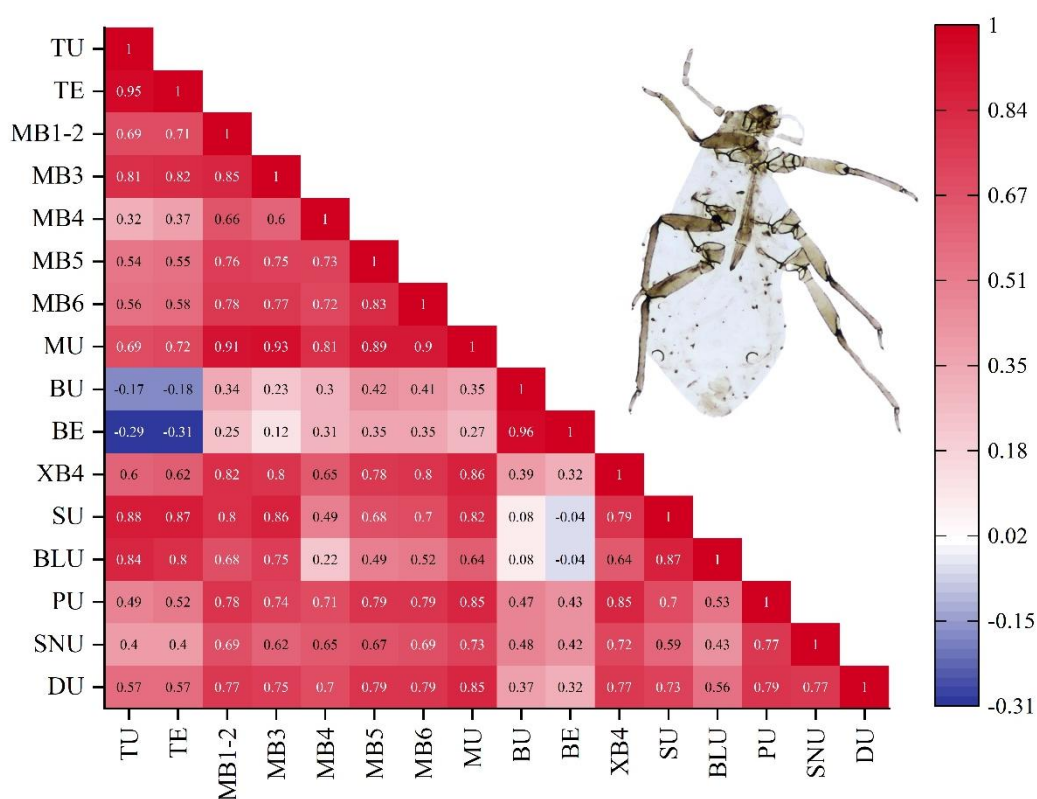 TU 1
TE 0.95 1
MB1-2 0.69 0.71 1
MB3 0.81 0.82 0.85 1
MB4 0.32 0.37 0.66 0.6 1
MB5 0.54 0.55 0.76 0.75 0.73 1
MB6 0.56 0.58 0.78 0.77 0.72 0.83 1
MU 0.69 0.72 0.91 0.93 0.81 0.89 0.9 1
BU -0.17 -0.18 0.34 0.23 0.3 0.42 0.41 0.35 1
BE -0.29 -0.31 0.25 0.12 0.31 0.35 0.35 0.27 0.96 1
XB4 0.6 0.62 0.82 0.8 0.65 0.78 0.8 0.86 0.39 0.32 1
SU 0.88 0.87 0.8 0.86 0.49 0.68 0.7 0.82 0.08 -0.04 0.79 1
BLU 0.84 0.8 0.68 0.75 0.22 0.49 0.52 0.64 0.08 -0.04 0.64 0.87 1
PU 0.49 0.52 0.78 0.74 0.71 0.79 0.79 0.85 0.47 0.43 0.85 0.7 0.53 1
SNU 0.4 0.4 0.69 0.62 0.65 0.67 0.69 0.73 0.48 0.42 0.72 0.59 0.43 0.77 1
DU 0.57 0.57 0.77 0.75 0.7 0.79 0.79 0.85 0.37 0.32 0.77 0.73 0.56 0.79 0.77 1
TU TE MB1-2 MB3 MB4 MB5 MB6 MU BU BE XB4 SU BLU PU SNU DU
1
0.84
0.67
0.51
0.35
0.18
0.02
-0.15
-0.31